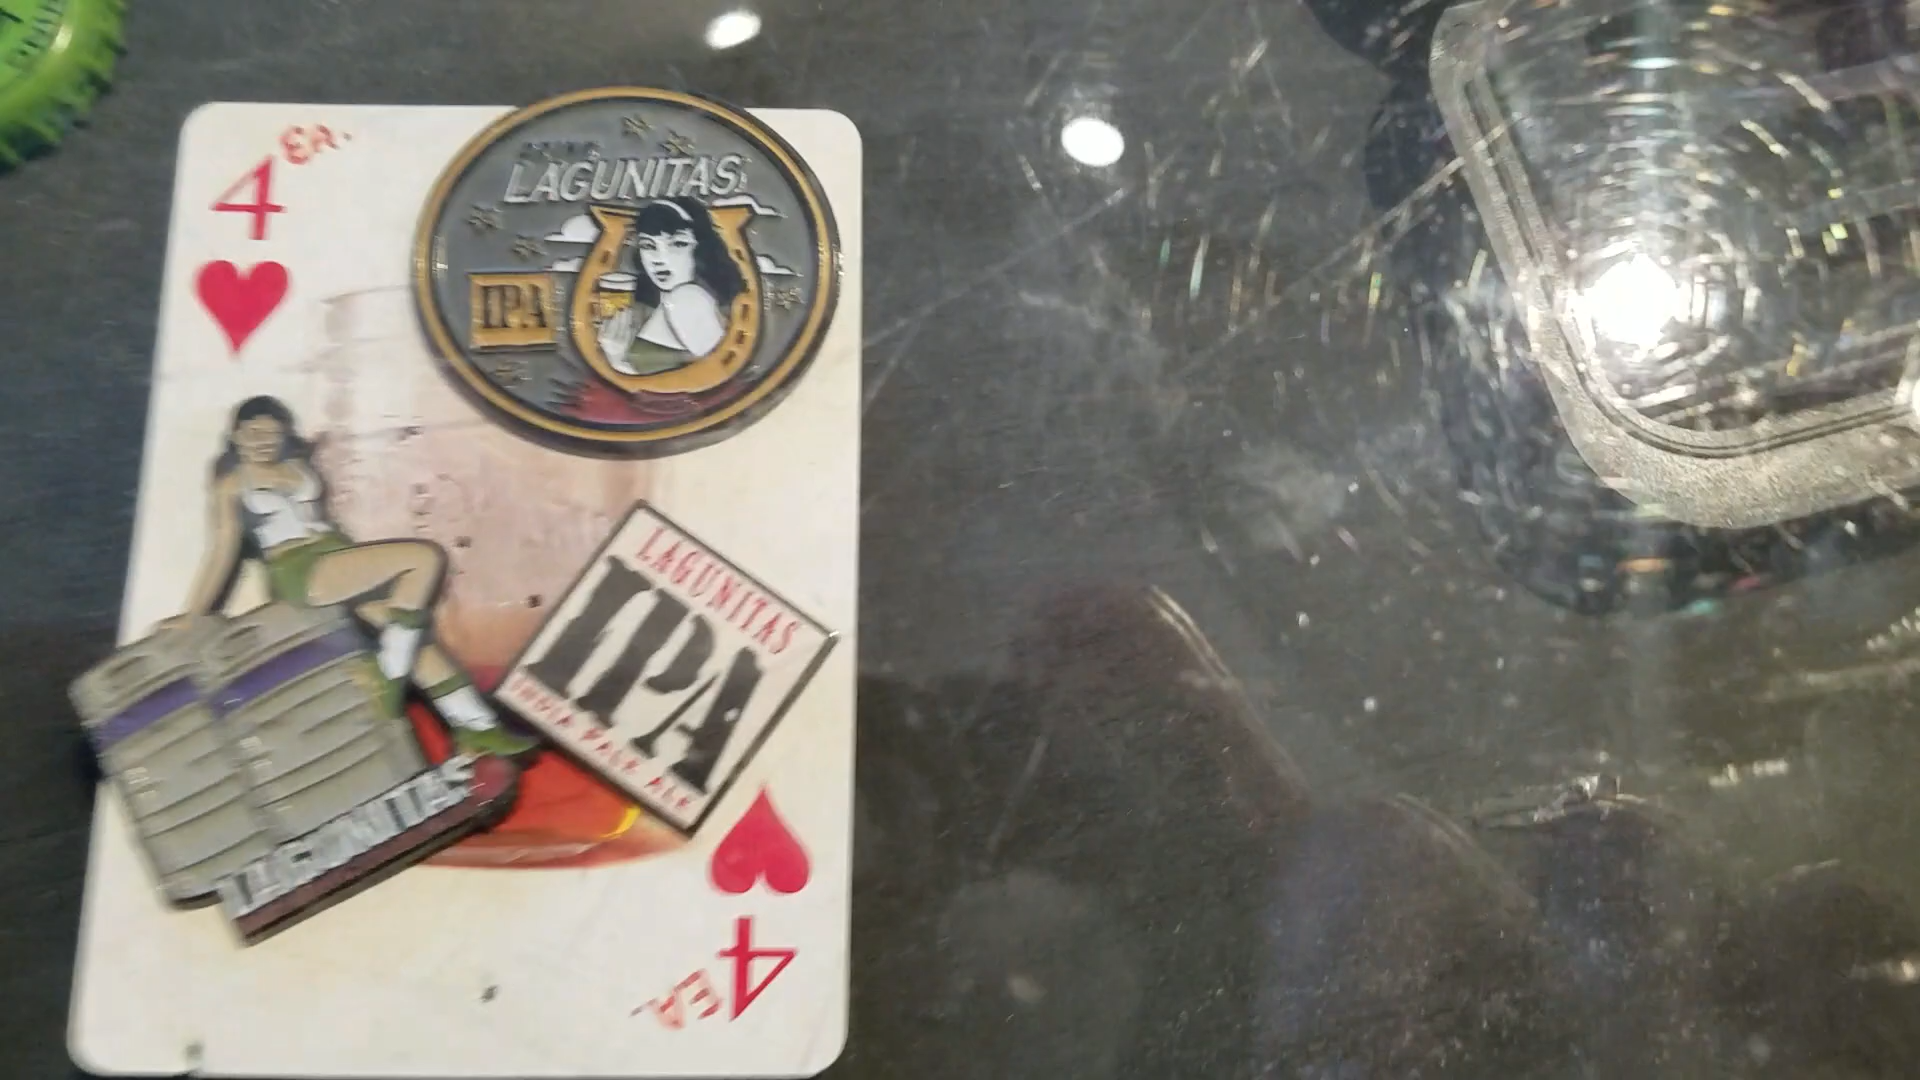 4 EA.
LAGUNITAS
IPA
LAGUNITAS
IPA
INDIA PALE ALE
LAGUNITAS
4 EA.